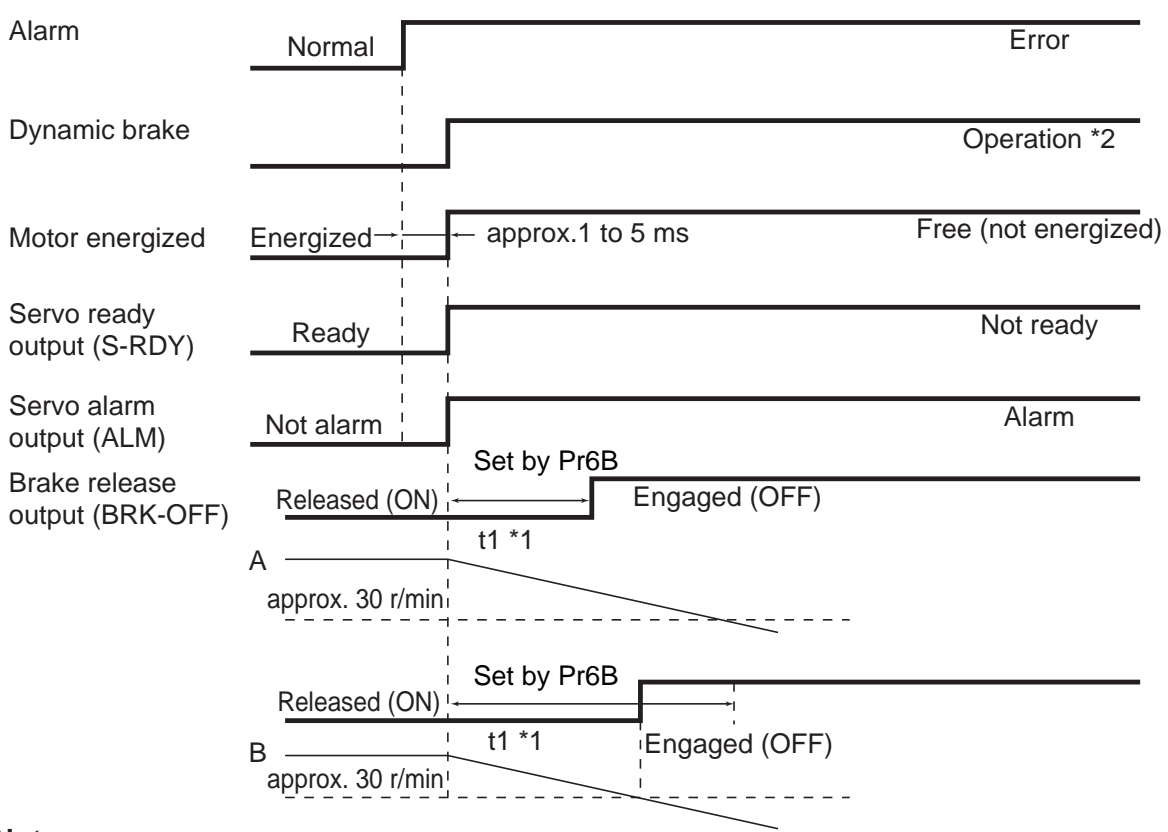 Alarm
Normal
Error
Dynamic brake
Operation *2
Motor energized
Energized
approx.1 to 5 ms
Free (not energized)
Servo ready
output (S-RDY)
Ready
Not ready
Servo alarm
output (ALM)
Not alarm
Alarm
Brake release
output (BRK-OFF)
Released (ON)
Set by Pr6B
Engaged (OFF)
t1 *1
A
approx. 30 r/min
Set by Pr6B
Released (ON)
t1 *1
Engaged (OFF)
B
approx. 30 r/min